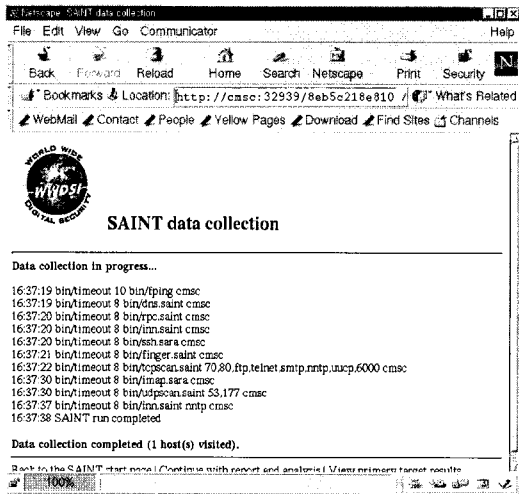 Netscape: SAINT data collection
File Edit View Go Communicator Help
Back Forward Reload Home Search Netscape Print Security N
Bookmarks Location: http://cmsc:32939/8eb5c218e810 / What's Related
WebMail Contact People Yellow Pages Download Find Sites Channels
WORLD WIDE
WWDSI
DIGITAL SECURITY
SAINT data collection
Data collection in progress...
16:37:19 bin/timeout 10 bin/fping cmsc
16:37:19 bin/timeout 8 bin/dns.saint cmsc
16:37:20 bin/timeout 8 bin/rpc.saint cmsc
16:37:20 bin/timeout 8 bin/inn.saint cmsc
16:37:20 bin/timeout 8 bin/ssh.sara cmsc
16:37:21 bin/timeout 8 bin/finger.saint cmsc
16:37:22 bin/timeout 8 bin/tcpscan.saint 70,80,ftp,telnet,smtp,nntp,uucp,6000 cmsc
16:37:30 bin/timeout 8 bin/imap.sara cmsc
16:37:30 bin/timeout 8 bin/udpscan.saint 53,177 cmsc
16:37:37 bin/timeout 8 bin/inn.saint nntp cmsc
16:37:38 SAINT run completed
Data collection completed (1 host(s) visited).
Back to the SAINT start page | Continue with report and analysis | View primary target results
100%